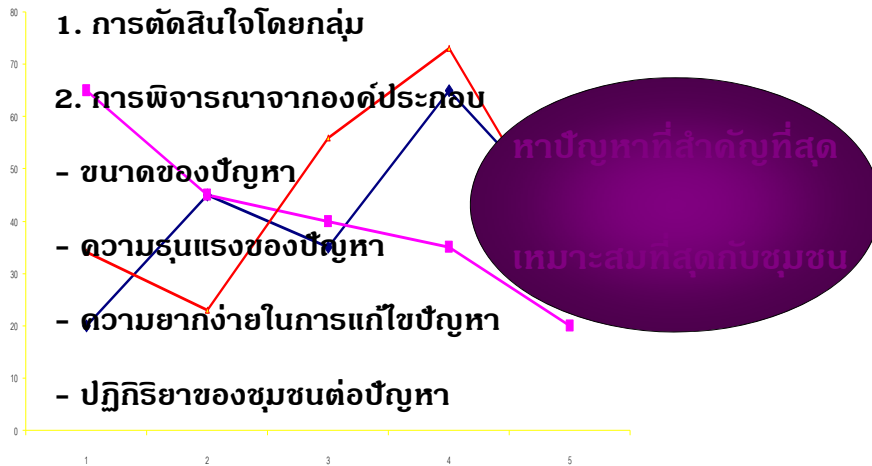 1. การตัดสินใจโดยกลุ่ม
2. การพิจารณาจากองค์ประกอบ
- ขนาดของปัญหา
- ความรุนแรงของปัญหา
- ความยากง่ายในการแก้ไขปัญหา
- ปฏิกิริยาของชุมชนต่อปัญหา
หาปัญหาที่สำคัญที่สุด
เหมาะสมที่สุดกับชุมชน
80
70
60
50
40
30
20
10
0
1 2 3 4 5